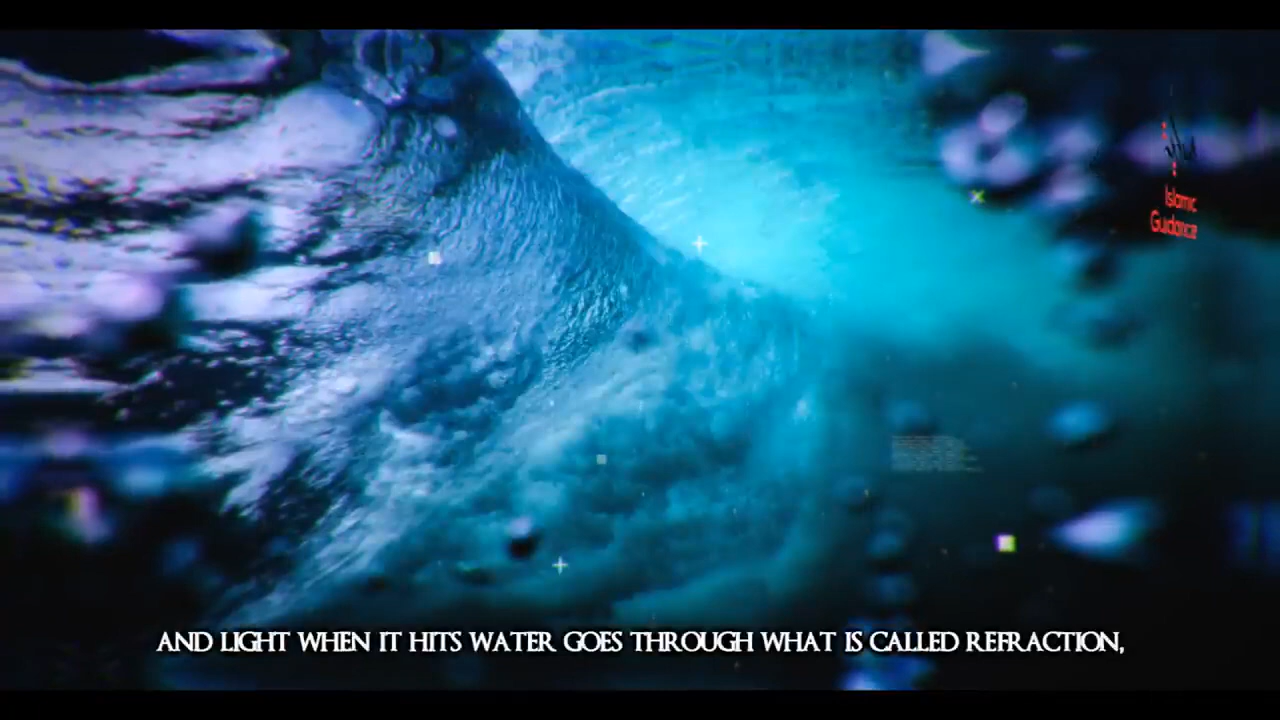 Islamic
Guidance
AND LIGHT WHEN IT HITS WATER GOES THROUGH WHAT IS CALLED REFRACTION,